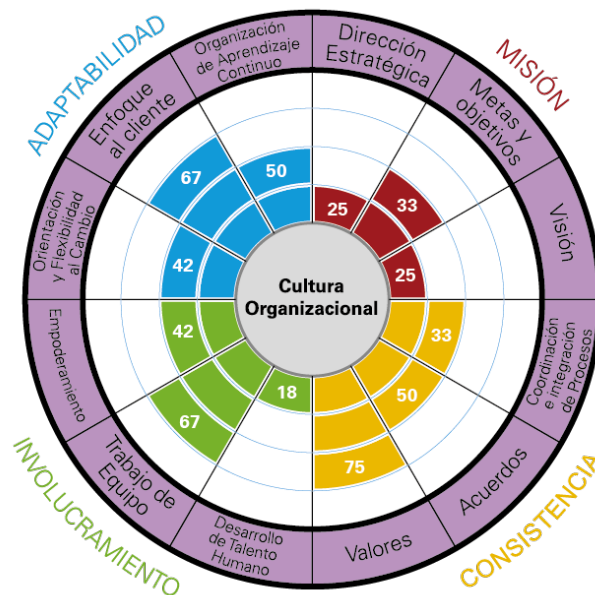 ADAPTABILIDAD
MISIÓN
Organización
de Aprendizaje
Continuo
Dirección
Estratégica
Metas y
objetivos
Visión
Coordinación
e integración
de Procesos
Acuerdos
Valores
Desarrollo
de Talento
Humano
Trabajo de
Equipo
Empoderamiento
Orientación
y Flexibilidad
al Cambio
Enfoque
al cliente
67
50
25
33
42
25
Cultura
Organizacional
42
33
18
50
67
75
INVOLUCRAMIENTO
CONSISTENCIA